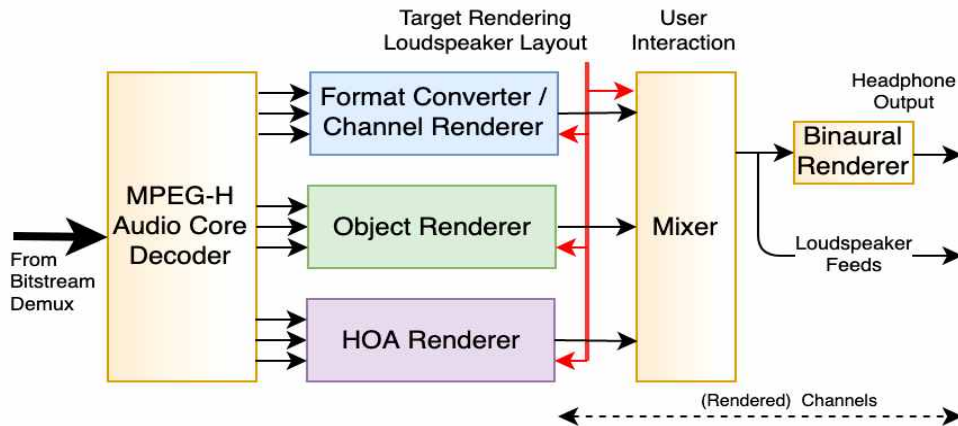 Target Rendering
Loudspeaker Layout
User
Interaction
Format Converter /
Channel Renderer
Headphone
Output
Binaural
Renderer
MPEG-H
Audio Core
Decoder
Object Renderer
Mixer
From
Bitstream
Demux
Loudspeaker
Feeds
HOA Renderer
(Rendered) Channels